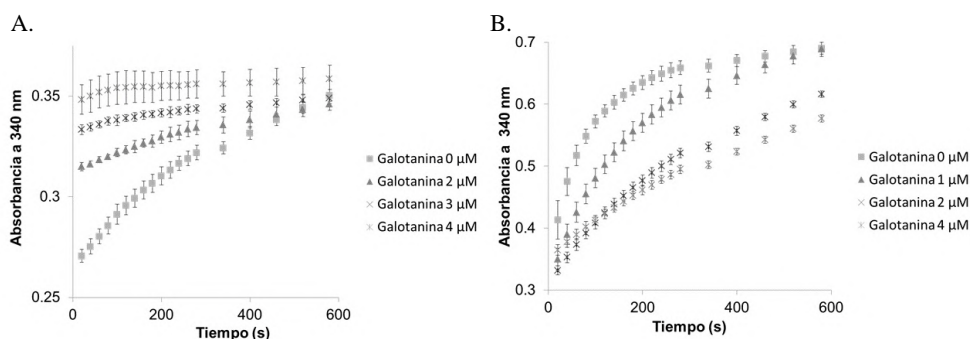 A.
Absorbancia a 340 nm
0.35
0.3
0.25
0
200
400
600
Tiempo (s)
Galotanina 0 µM
Galotanina 2 µM
Galotanina 3 µM
Galotanina 4 µM
B.
Absorbancia a 340 nm
0.7
0.6
0.5
0.4
0.3
0
200
400
600
Tiempo (s)
Galotanina 0 µM
Galotanina 1 µM
Galotanina 2 µM
Galotanina 4 µM